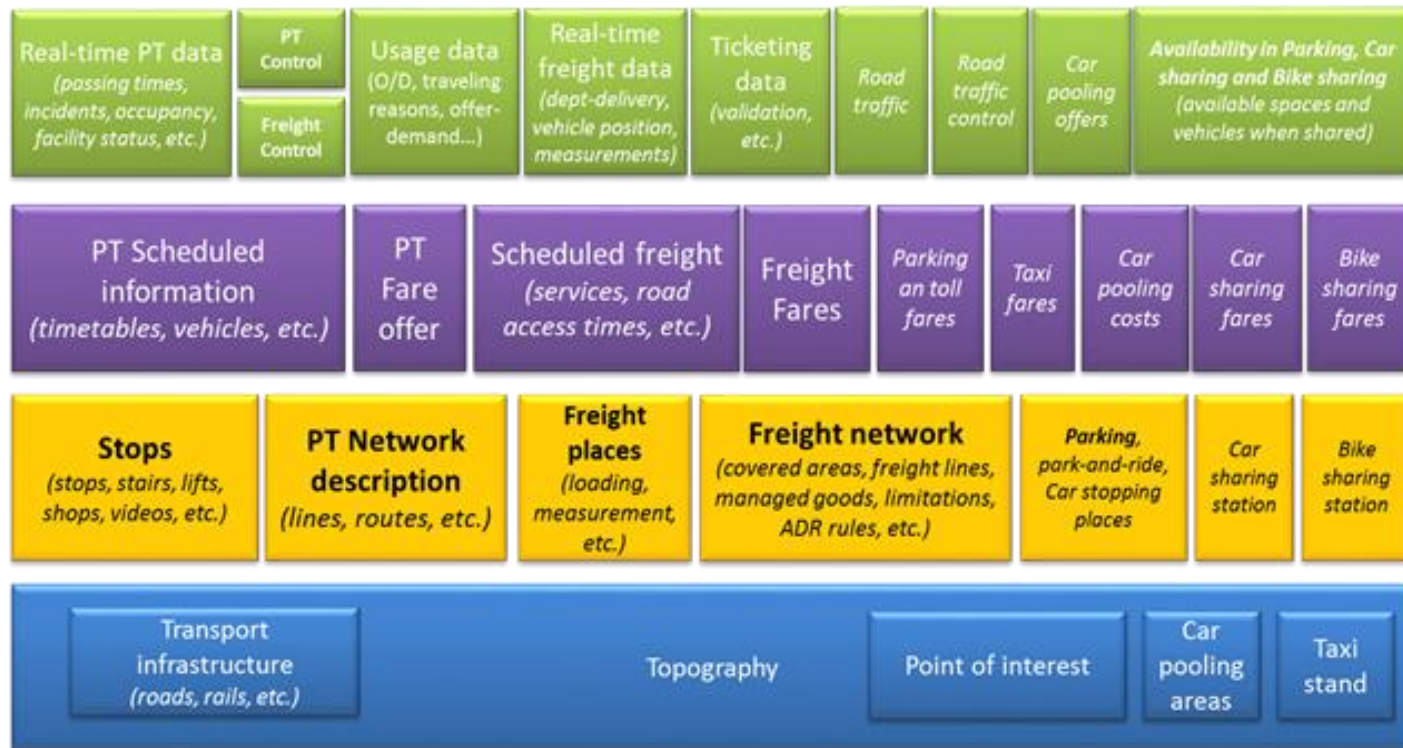 Real-time PT data
(passing times,
incidents, occupancy,
facility status, etc.)
PT
Control
Freight
Control
Usage data
(O/D, traveling
reasons, offer-
demand...)
Real-time
freight data
(dept-delivery,
vehicle position,
measurements)
Ticketing
data
(validation,
etc.)
Road
traffic
Road
traffic
control
Car
pooling
offers
Availability in Parking, Car
sharing and Bike sharing
(available spaces and
vehicles when shared)
PT Scheduled
information
(timetables, vehicles, etc.)
PT
Fare
offer
Scheduled freight
(services, road
access times, etc.)
Freight
Fares
Parking
an toll
fares
Taxi
fares
Car
pooling
costs
Car
sharing
fares
Bike
sharing
fares
Stops
(stops, stairs, lifts,
shops, videos, etc.)
PT Network
description
(lines, routes, etc.)
Freight
places
(loading,
measurement,
etc.)
Freight network
(covered areas, freight lines,
managed goods, limitations,
ADR rules, etc.)
Parking,
park-and-ride,
Car stopping
places
Car
sharing
station
Bike
sharing
station
Transport
infrastructure
(roads, rails, etc.)
Topography
Point of interest
Car
pooling
areas
Taxi
stand